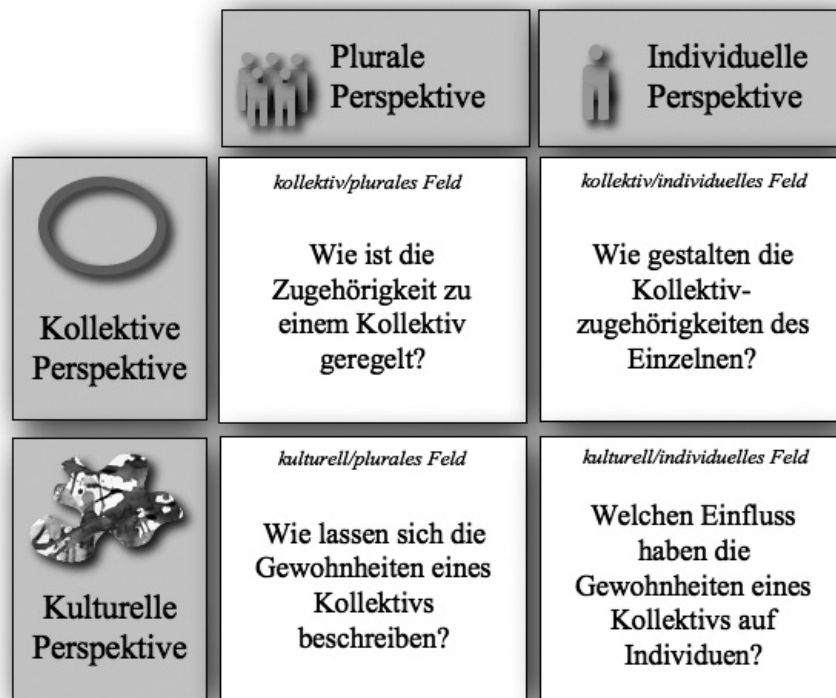 Plurale
Perspektive
Individuelle
Perspektive
Kollektive
Perspektive
kollektiv/plurales Feld
Wie ist die
Zugehörigkeit zu
einem Kollektiv
geregelt?
kollektiv/individuelles Feld
Wie gestalten die
Kollektiv-
zugehörigkeiten des
Einzelnen?
Kulturelle
Perspektive
kulturell/plurales Feld
Wie lassen sich die
Gewohnheiten eines
Kollektivs
beschreiben?
kulturell/individuelles Feld
Welchen Einfluss
haben die
Gewohnheiten eines
Kollektivs auf
Individuen?